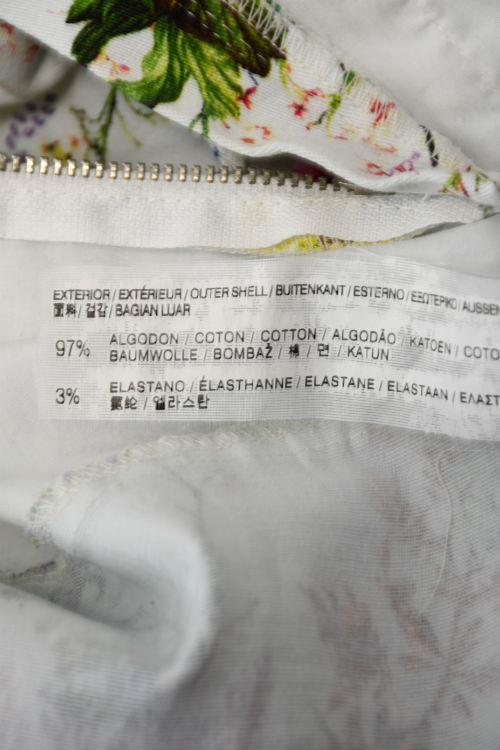 EXTERIOR / EXTÉRIEUR / OUTER SHELL / BUITENKANT / ESTERNO / ΕΞΩΤΕΡΙΚΟ / AUSSEN
面料 / 겉감 / BAGIAN LUAR
97% ALGODON / COTON / COTTON / ALGODÃO / KATOEN / COTO
BAUMWOLLE / BOMBAŽ / 棉 / 면 / KATUN
3% ELASTANO / ÉLASTHANNE / ELASTANE / ELASTAAN / ΕΛΑΣΤ
氨纶 / 엘라스탄